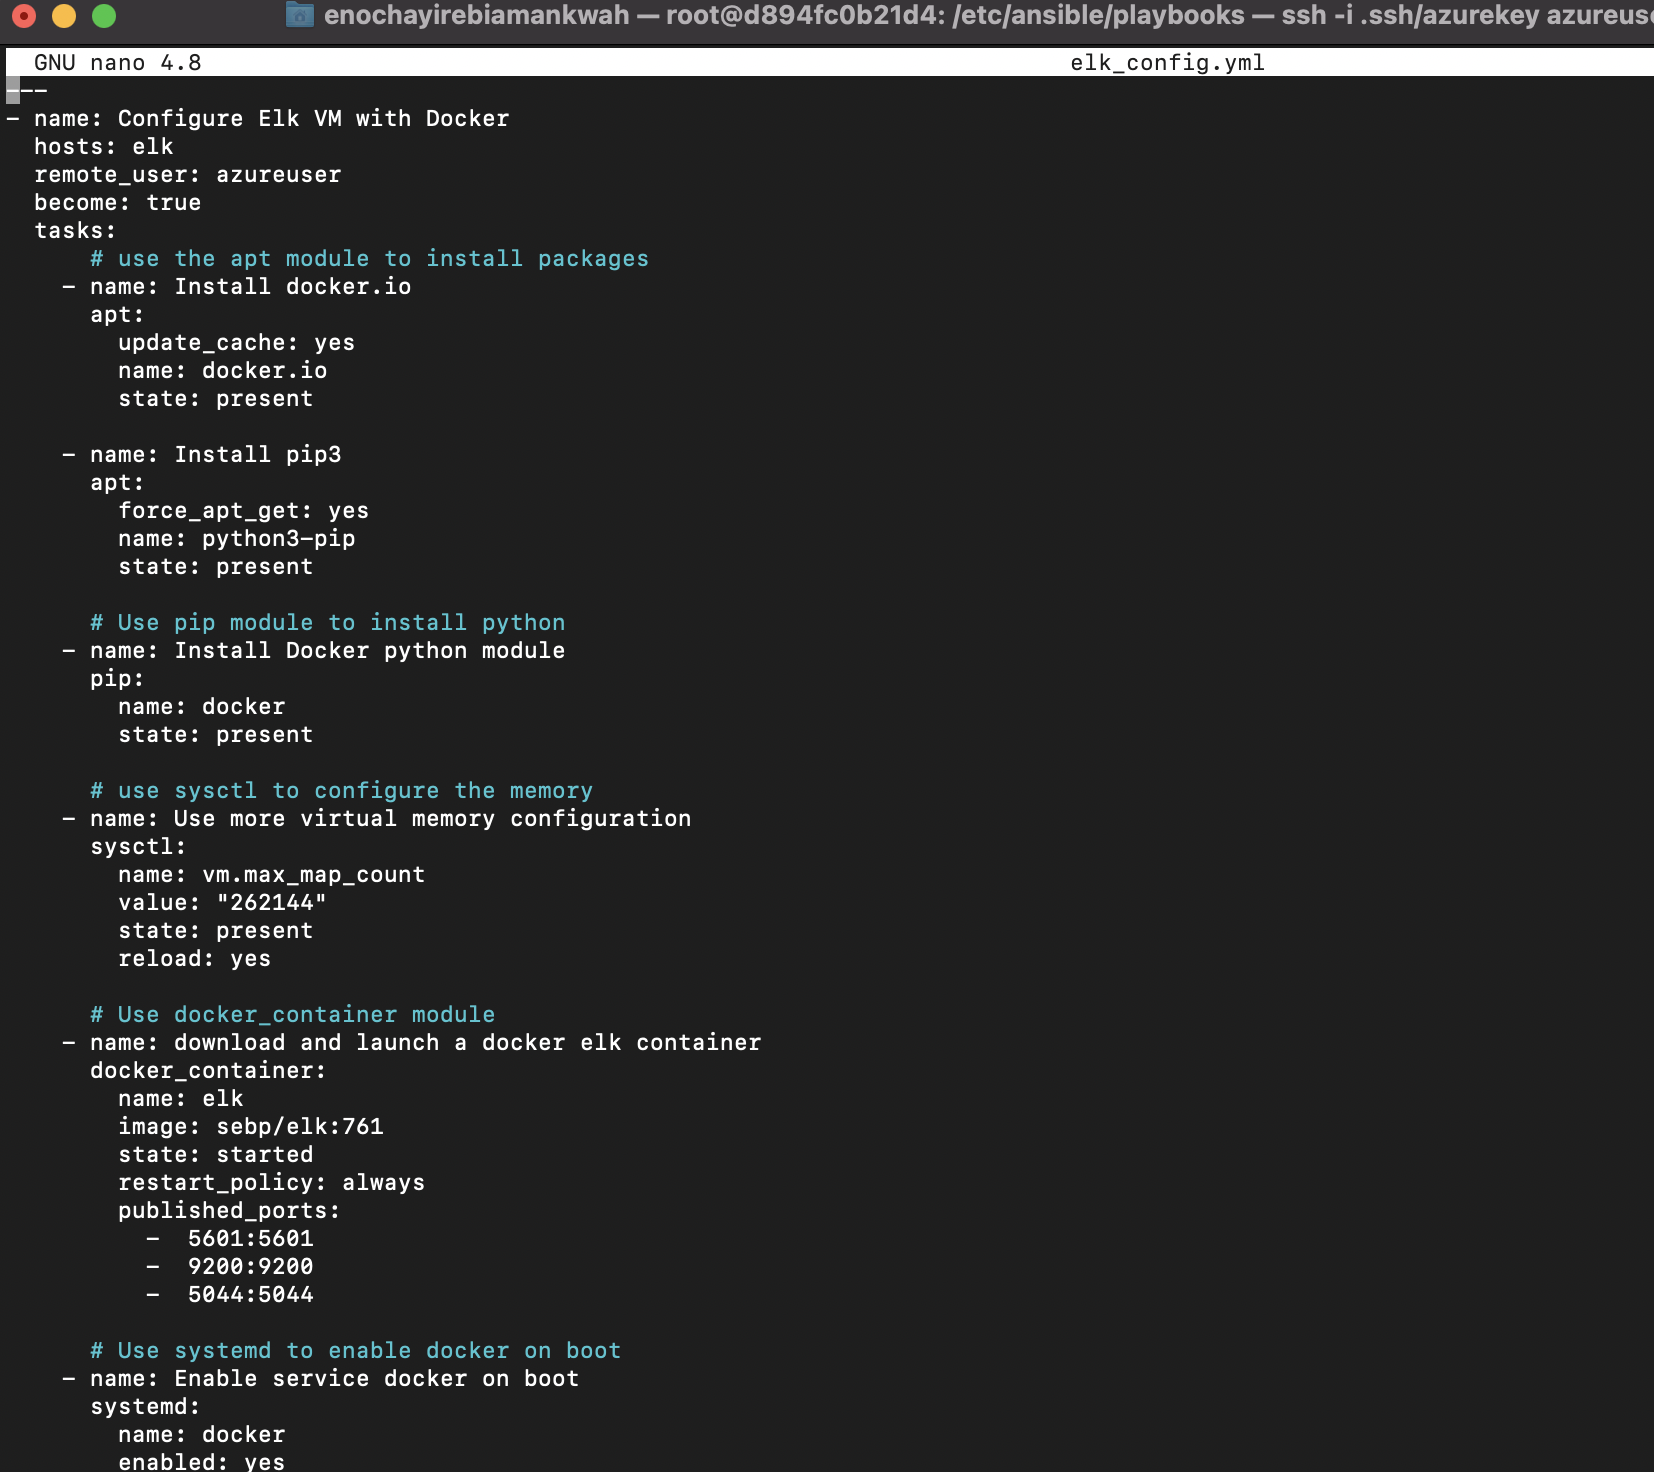 enochayirebiamankwah — root@d894fc0b21d4: /etc/ansible/playbooks — ssh -i .ssh/azurekey azureuse
GNU nano 4.8 elk_config.yml
---
- name: Configure Elk VM with Docker
  hosts: elk
  remote_user: azureuser
  become: true
  tasks:
      # use the apt module to install packages
    - name: Install docker.io
      apt:
        update_cache: yes
        name: docker.io
        state: present

    - name: Install pip3
      apt:
        force_apt_get: yes
        name: python3-pip
        state: present

      # Use pip module to install python
    - name: Install Docker python module
      pip:
        name: docker
        state: present

      # use sysctl to configure the memory
    - name: Use more virtual memory configuration
      sysctl:
        name: vm.max_map_count
        value: "262144"
        state: present
        reload: yes

      # Use docker_container module
    - name: download and launch a docker elk container
      docker_container:
        name: elk
        image: sebp/elk:761
        state: started
        restart_policy: always
        published_ports:
          -  5601:5601
          -  9200:9200
          -  5044:5044

      # Use systemd to enable docker on boot
    - name: Enable service docker on boot
      systemd:
        name: docker
        enabled: yes